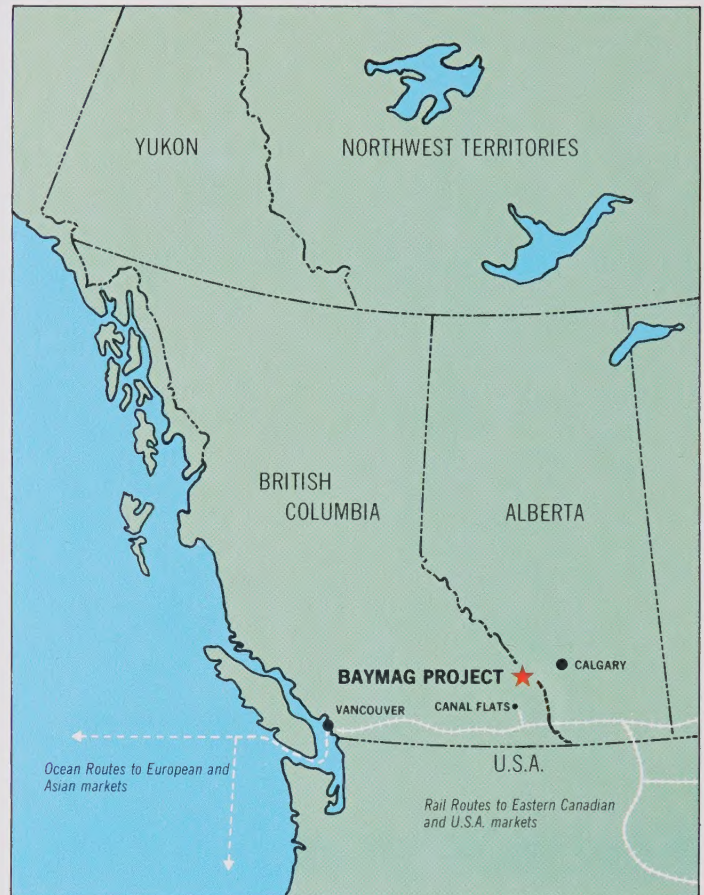 YUKON
NORTHWEST TERRITORIES
BRITISH
COLUMBIA
ALBERTA
BAYMAG PROJECT
CALGARY
VANCOUVER
CANAL FLATS
U.S.A.
Ocean Routes to European and
Asian markets
Rail Routes to Eastern Canadian
and U.S.A. markets